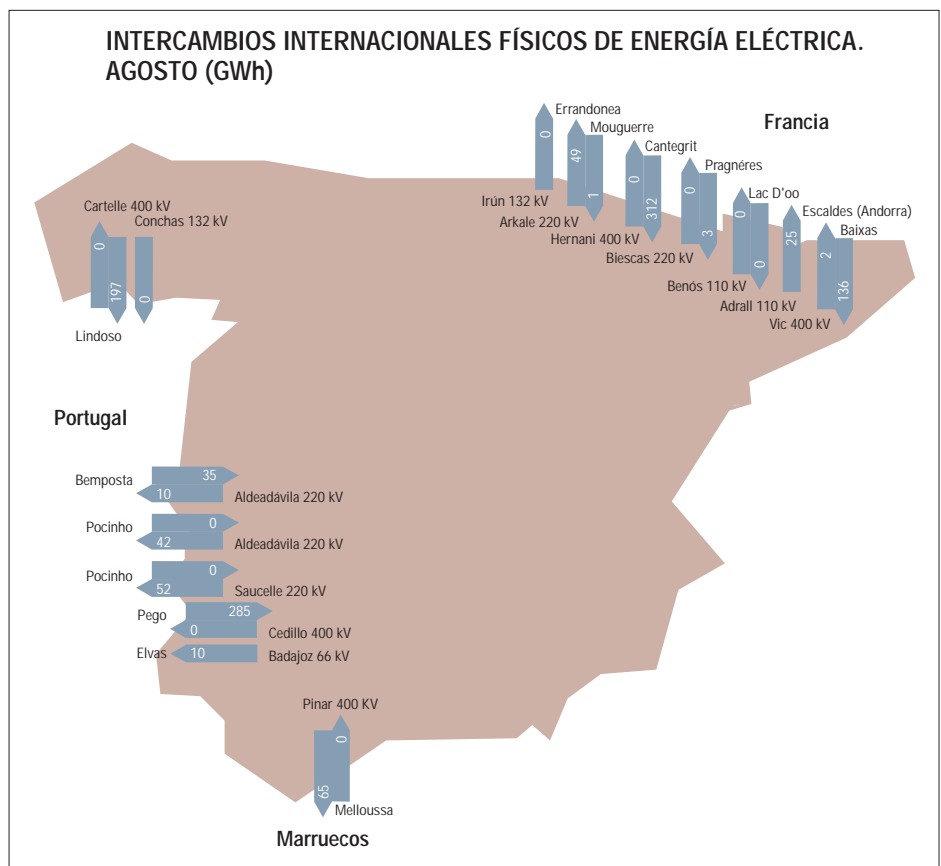 INTERCAMBIOS INTERNACIONALES FÍSICOS DE ENERGÍA ELÉCTRICA.
AGOSTO (GWh)
Francia
Errandonea
0
Irún 132 kV
Mouguerre
49
1
Arkale 220 kV
Cantegrit
0
312
Hernani 400 kV
Pragnéres
0
3
Biescas 220 kV
Lac D'oo
0
0
Benós 110 kV
Escaldes (Andorra)
25
Adrall 110 kV
Baixas
2
136
Vic 400 kV
Cartelle 400 kV
0
197
Lindoso
Conchas 132 kV
0
Portugal
Bemposta
35
10
Aldeadávila 220 kV
Pocinho
0
42
Aldeadávila 220 kV
Pocinho
0
52
Saucelle 220 kV
Pego
285
0
Cedillo 400 kV
Elvas
10
Badajoz 66 kV
Pinar 400 KV
0
65
Melloussa
Marruecos